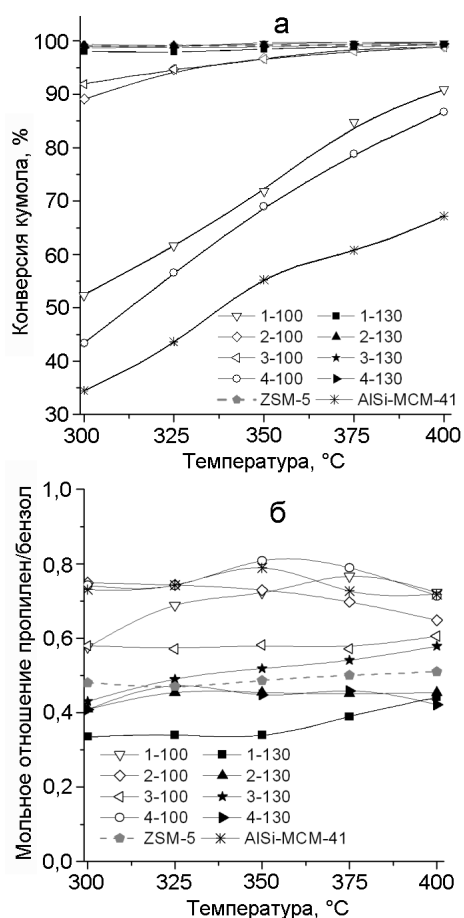 а
100
90
80
70
60
50
40
30
Конверсия кумола, %
1-100 1-130
2-100 2-130
3-100 3-130
4-100 4-130
ZSM-5 AlSi-MCM-41
300 325 350 375 400
Температура, °C
б
1,0
0,8
0,6
0,4
0,2
0,0
Мольное отношение пропилен/бензол
1-100 1-130
2-100 2-130
3-100 3-130
4-100 4-130
ZSM-5 AlSi-MCM-41
300 325 350 375 400
Температура, °C